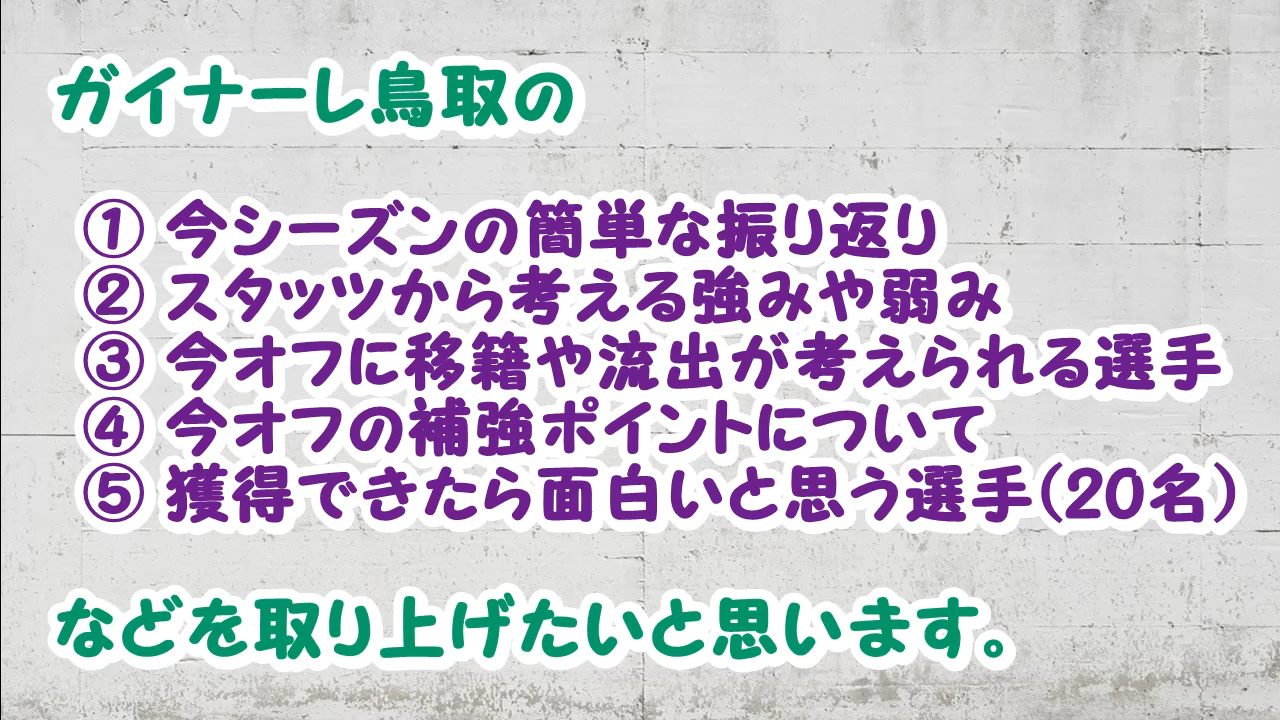 ガイナーレ鳥取の
① 今シーズンの簡単な振り返り
② スタッツから考える強みや弱み
③ 今オフに移籍や流出が考えられる選手
④ 今オフの補強ポイントについて
⑤ 獲得できたら面白いと思う選手(20名)
などを取り上げたいと思います。